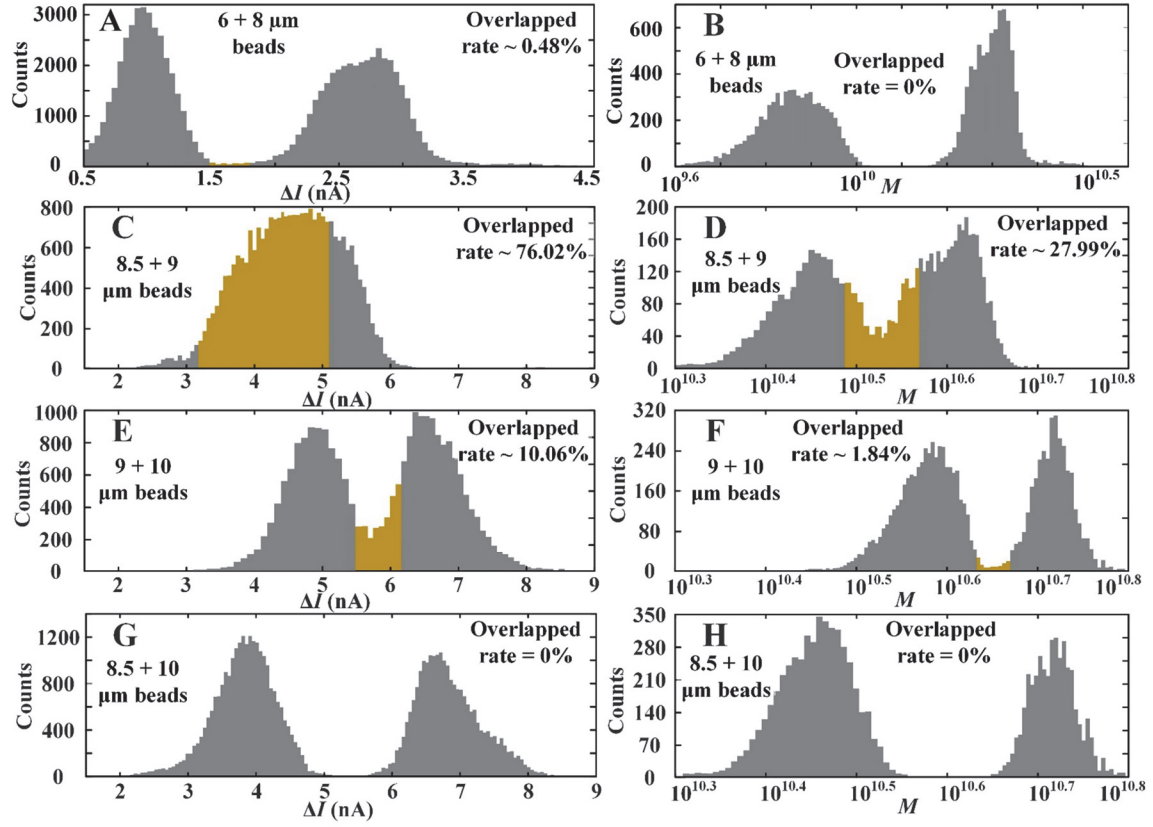 A
6 + 8 μm
beads
Overlapped
rate ~ 0.48%
Counts
3000
2000
1000
0
0.5
1.5
2.5
3.5
4.5
ΔI (nA)
B
6 + 8 μm
beads
Overlapped
rate = 0%
Counts
600
400
200
0
10^9.6
10^10
10^10.5
M
C
8.5 + 9
μm beads
Overlapped
rate ~ 76.02%
Counts
800
600
400
200
0
2 3 4 5 6 7 8 9
ΔI (nA)
D
8.5 + 9
μm beads
Overlapped
rate ~ 27.99%
Counts
200
160
120
80
40
0
10^10.3 10^10.4 10^10.5 10^10.6 10^10.7 10^10.8
M
E
9 + 10
μm beads
Overlapped
rate ~ 10.06%
Counts
1000
800
600
400
200
0
2 3 4 5 6 7 8 9
ΔI (nA)
F
9 + 10
μm beads
Overlapped
rate ~ 1.84%
Counts
320
240
160
80
0
10^10.3 10^10.4 10^10.5 10^10.6 10^10.7 10^10.8
M
G
8.5 + 10
μm beads
Overlapped
rate = 0%
Counts
1200
800
400
0
2 3 4 5 6 7 8 9
ΔI (nA)
H
8.5 + 10
μm beads
Overlapped
rate = 0%
Counts
350
280
210
140
70
0
10^10.3 10^10.4 10^10.5 10^10.6 10^10.7 10^10.8
M